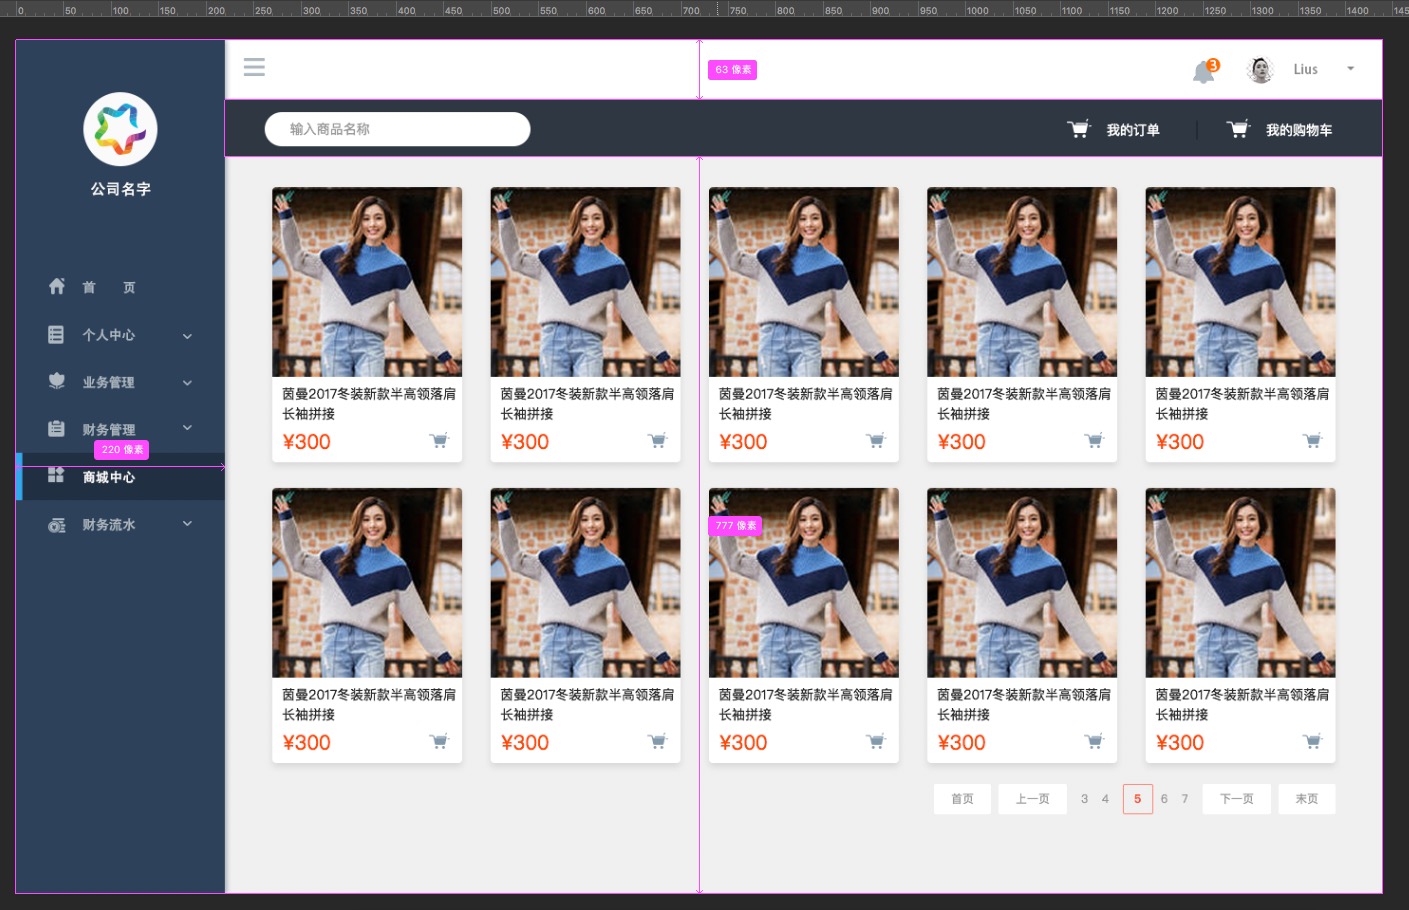 0 50 100 150 200 250 300 350 400 450 500 550 600 650 700 750 800 850 900 950 1000 1050 1100 1150 1200 1250 1300 1350 1400 145
63 像素
3
Lius
公司名字
输入商品名称
我的订单
我的购物车
首 页
个人中心
业务管理
财务管理
220 像素
商城中心
财务流水
茵曼2017冬装新款半高领落肩
长袖拼接
¥300
茵曼2017冬装新款半高领落肩
长袖拼接
¥300
茵曼2017冬装新款半高领落肩
长袖拼接
¥300
茵曼2017冬装新款半高领落肩
长袖拼接
¥300
茵曼2017冬装新款半高领落肩
长袖拼接
¥300
777 像素
茵曼2017冬装新款半高领落肩
长袖拼接
¥300
茵曼2017冬装新款半高领落肩
长袖拼接
¥300
茵曼2017冬装新款半高领落肩
长袖拼接
¥300
茵曼2017冬装新款半高领落肩
长袖拼接
¥300
茵曼2017冬装新款半高领落肩
长袖拼接
¥300
首页 上一页 3 4 5 6 7 下一页 末页